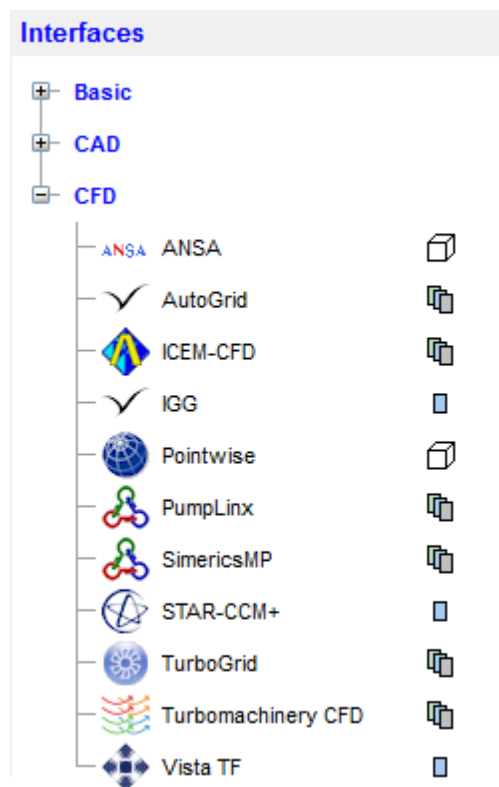 Interfaces
Basic
CAD
CFD
ANSA ANSA
AutoGrid
ICEM-CFD
IGG
Pointwise
PumpLinx
SimericsMP
STAR-CCM+
TurboGrid
Turbomachinery CFD
Vista TF